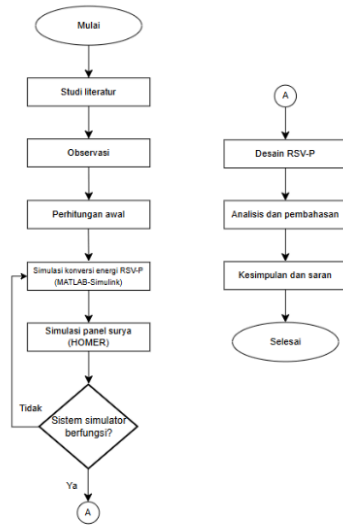 Mulai
Studi literatur
Observasi
Perhitungan awal
Simulasi konversi energi RSV-P
(MATLAB-Simulink)
Simulasi panel surya
(HOMER)
Tidak
Sistem simulator
berfungsi?
Ya
A
A
Desain RSV-P
Analisis dan pembahasan
Kesimpulan dan saran
Selesai